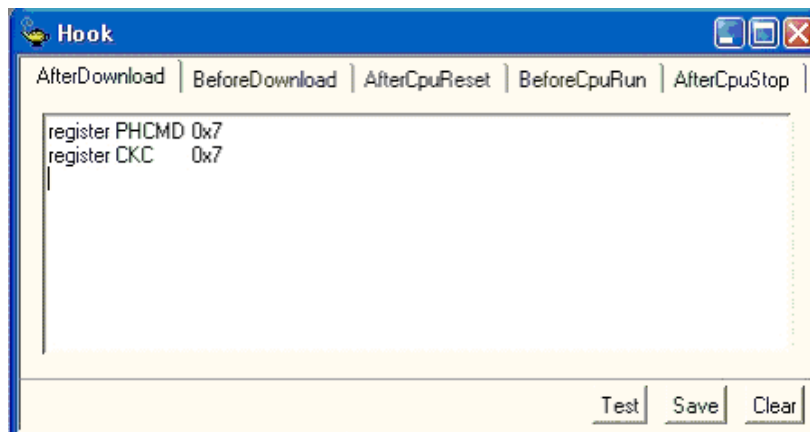 Hook
AfterDownload BeforeDownload AfterCpuReset BeforeCpuRun AfterCpuStop
register PHCMD 0x7
register CKC 0x7
Test Save Clear